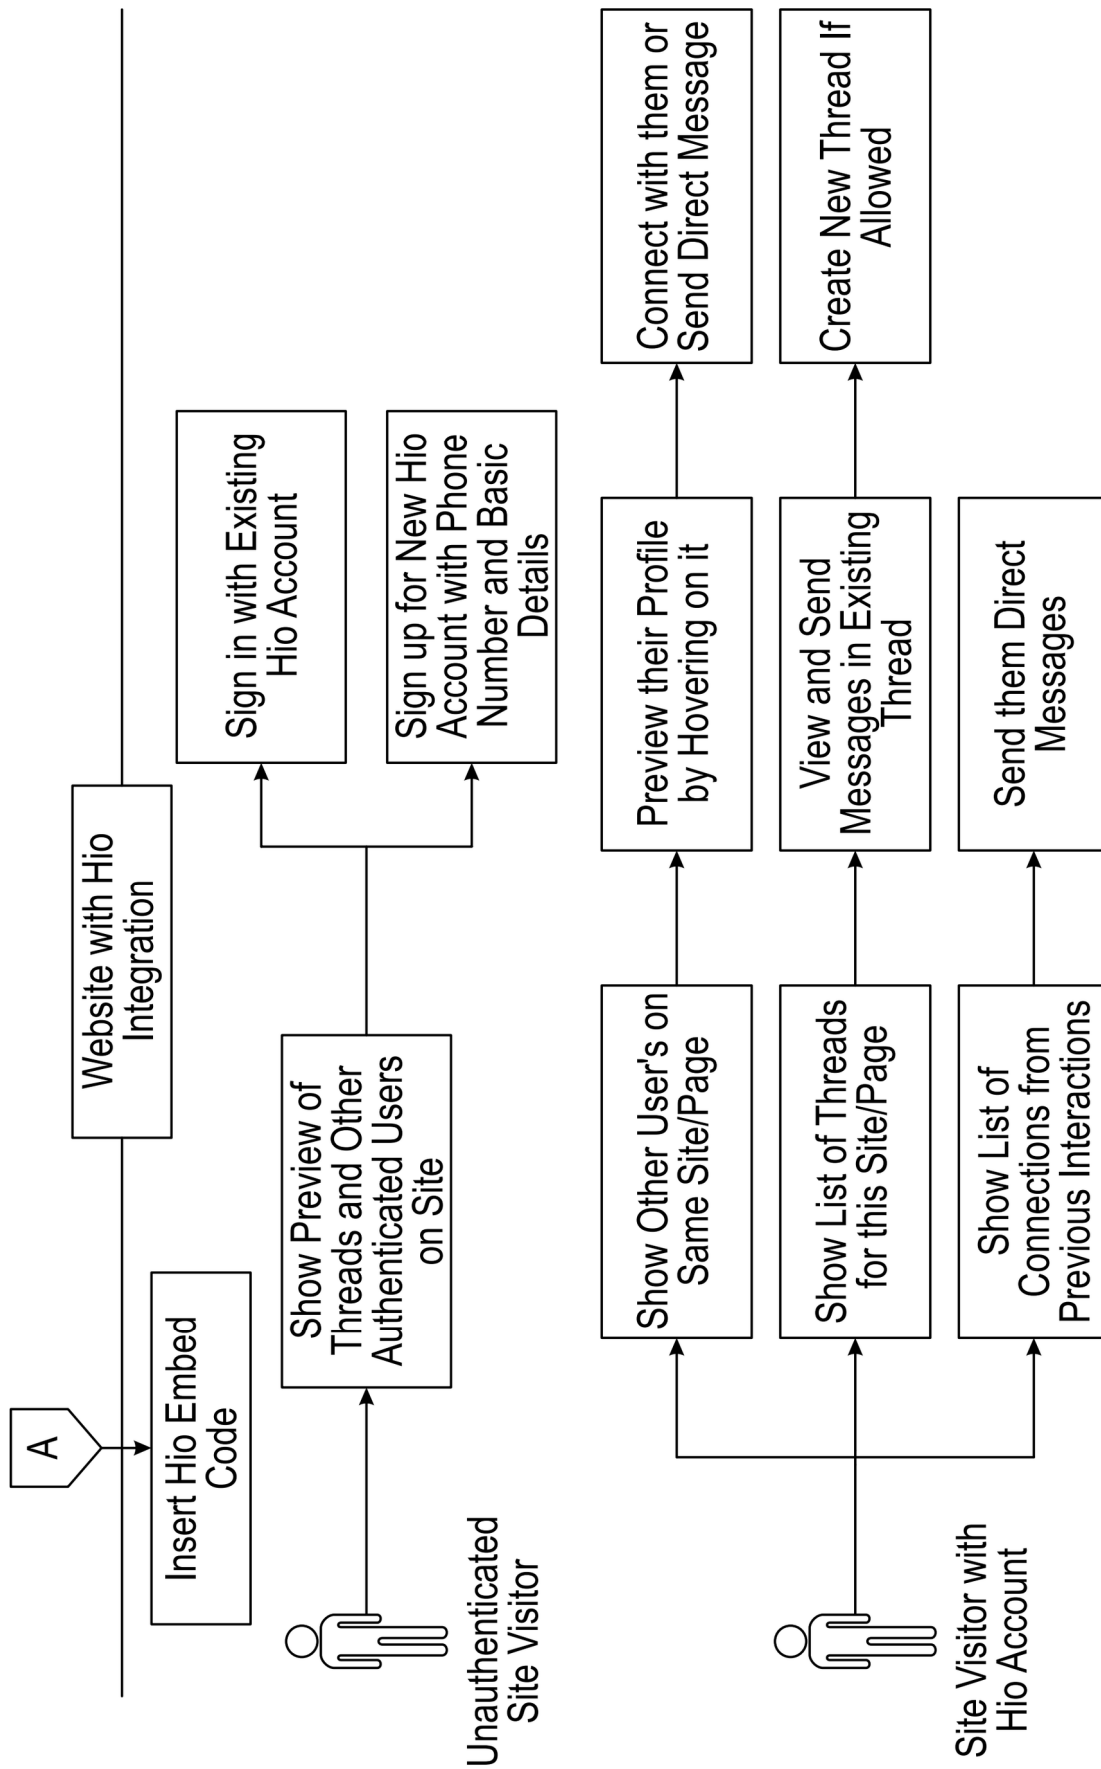 A
Website with Hio
Integration
Insert Hio Embed
Code
Unauthenticated
Site Visitor
Show Preview of
Threads and Other
Authenticated Users
on Site
Sign in with Existing
Hio Account
Sign up for New Hio
Account with Phone
Number and Basic
Details
Site Visitor with
Hio Account
Show Other User's on
Same Site/Page
Preview their Profile
by Hovering on it
Connect with them or
Send Direct Message
Show List of Threads
for this Site/Page
View and Send
Messages in Existing
Thread
Create New Thread If
Allowed
Show List of
Connections from
Previous Interactions
Send them Direct
Messages